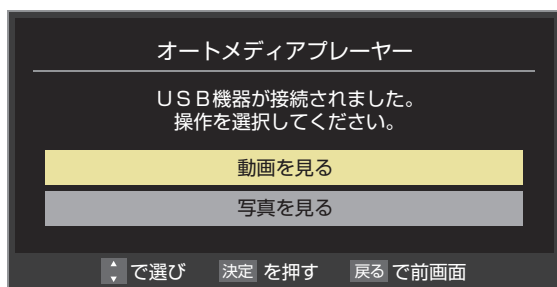 オートメディアプレーヤー
USB機器が接続されました。
操作を選択してください。
動画を見る
写真を見る
で選び 決定 を押す 戻る で前画面